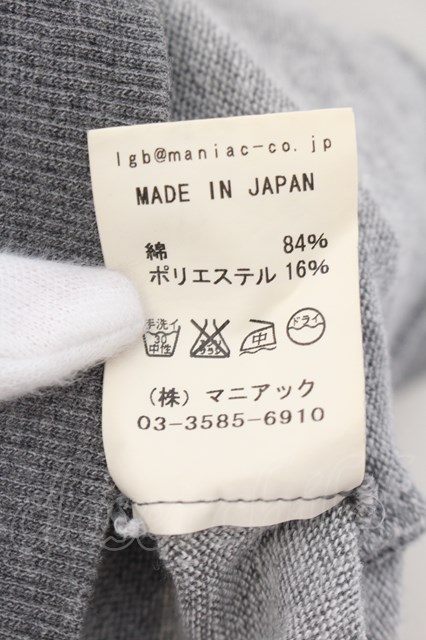 lgb@maniac-co.jp
MADE IN JAPAN
綿 84%
ポリエステル 16%
手洗イ 30 中性 中 ドライ
(株) マニアック
03-3585-6910